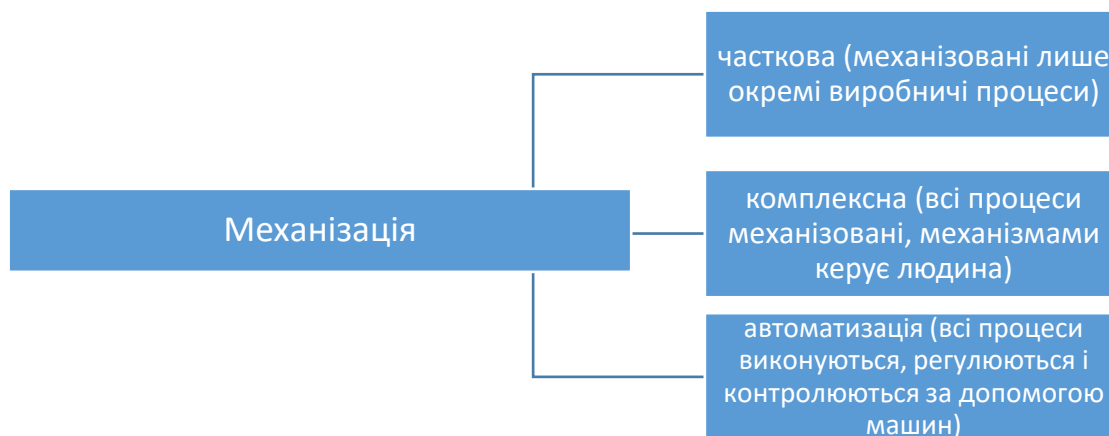 часткова (механізовані лише
окремі виробничі процеси)
Механізація
комплексна (всі процеси
механізовані, механізмами
керує людина)
автоматизація (всі процеси
виконуються, регулюються і
контролюються за допомогою
машин)